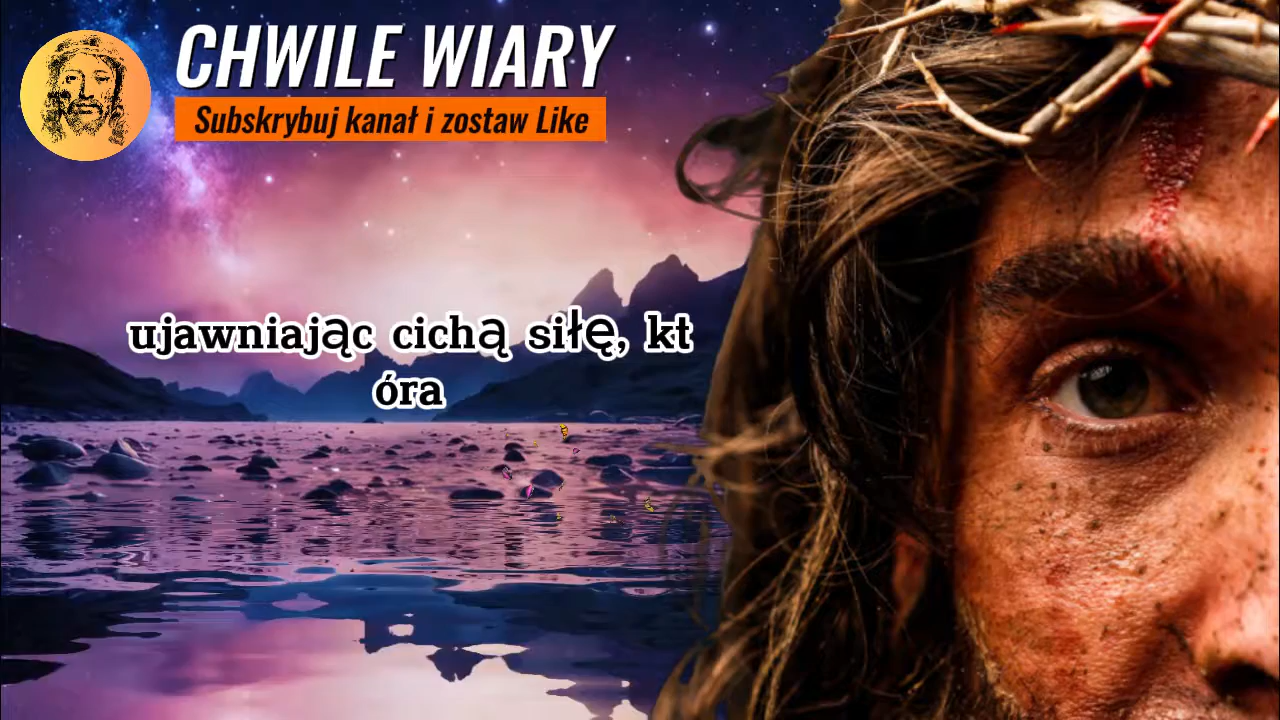 CHWILE WIARY
Subskrybuj kanał i zostaw Like
ujawniając cichą siłę, kt
óra